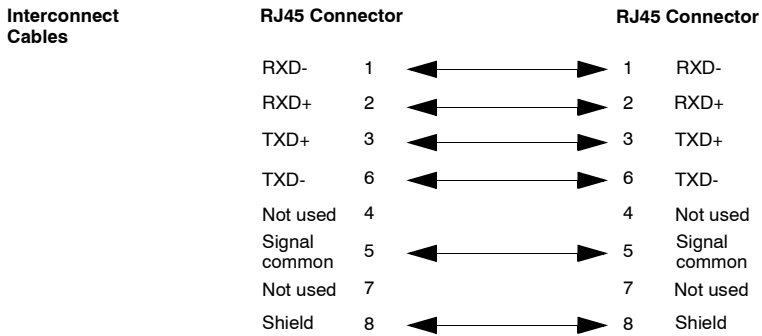 Interconnect Cables
RJ45 Connector RJ45 Connector
RXD- 1 1 RXD-
RXD+ 2 2 RXD+
TXD+ 3 3 TXD+
TXD- 6 6 TXD-
Not used 4 4 Not used
Signal common 5 5 Signal common
Not used 7 7 Not used
Shield 8 8 Shield